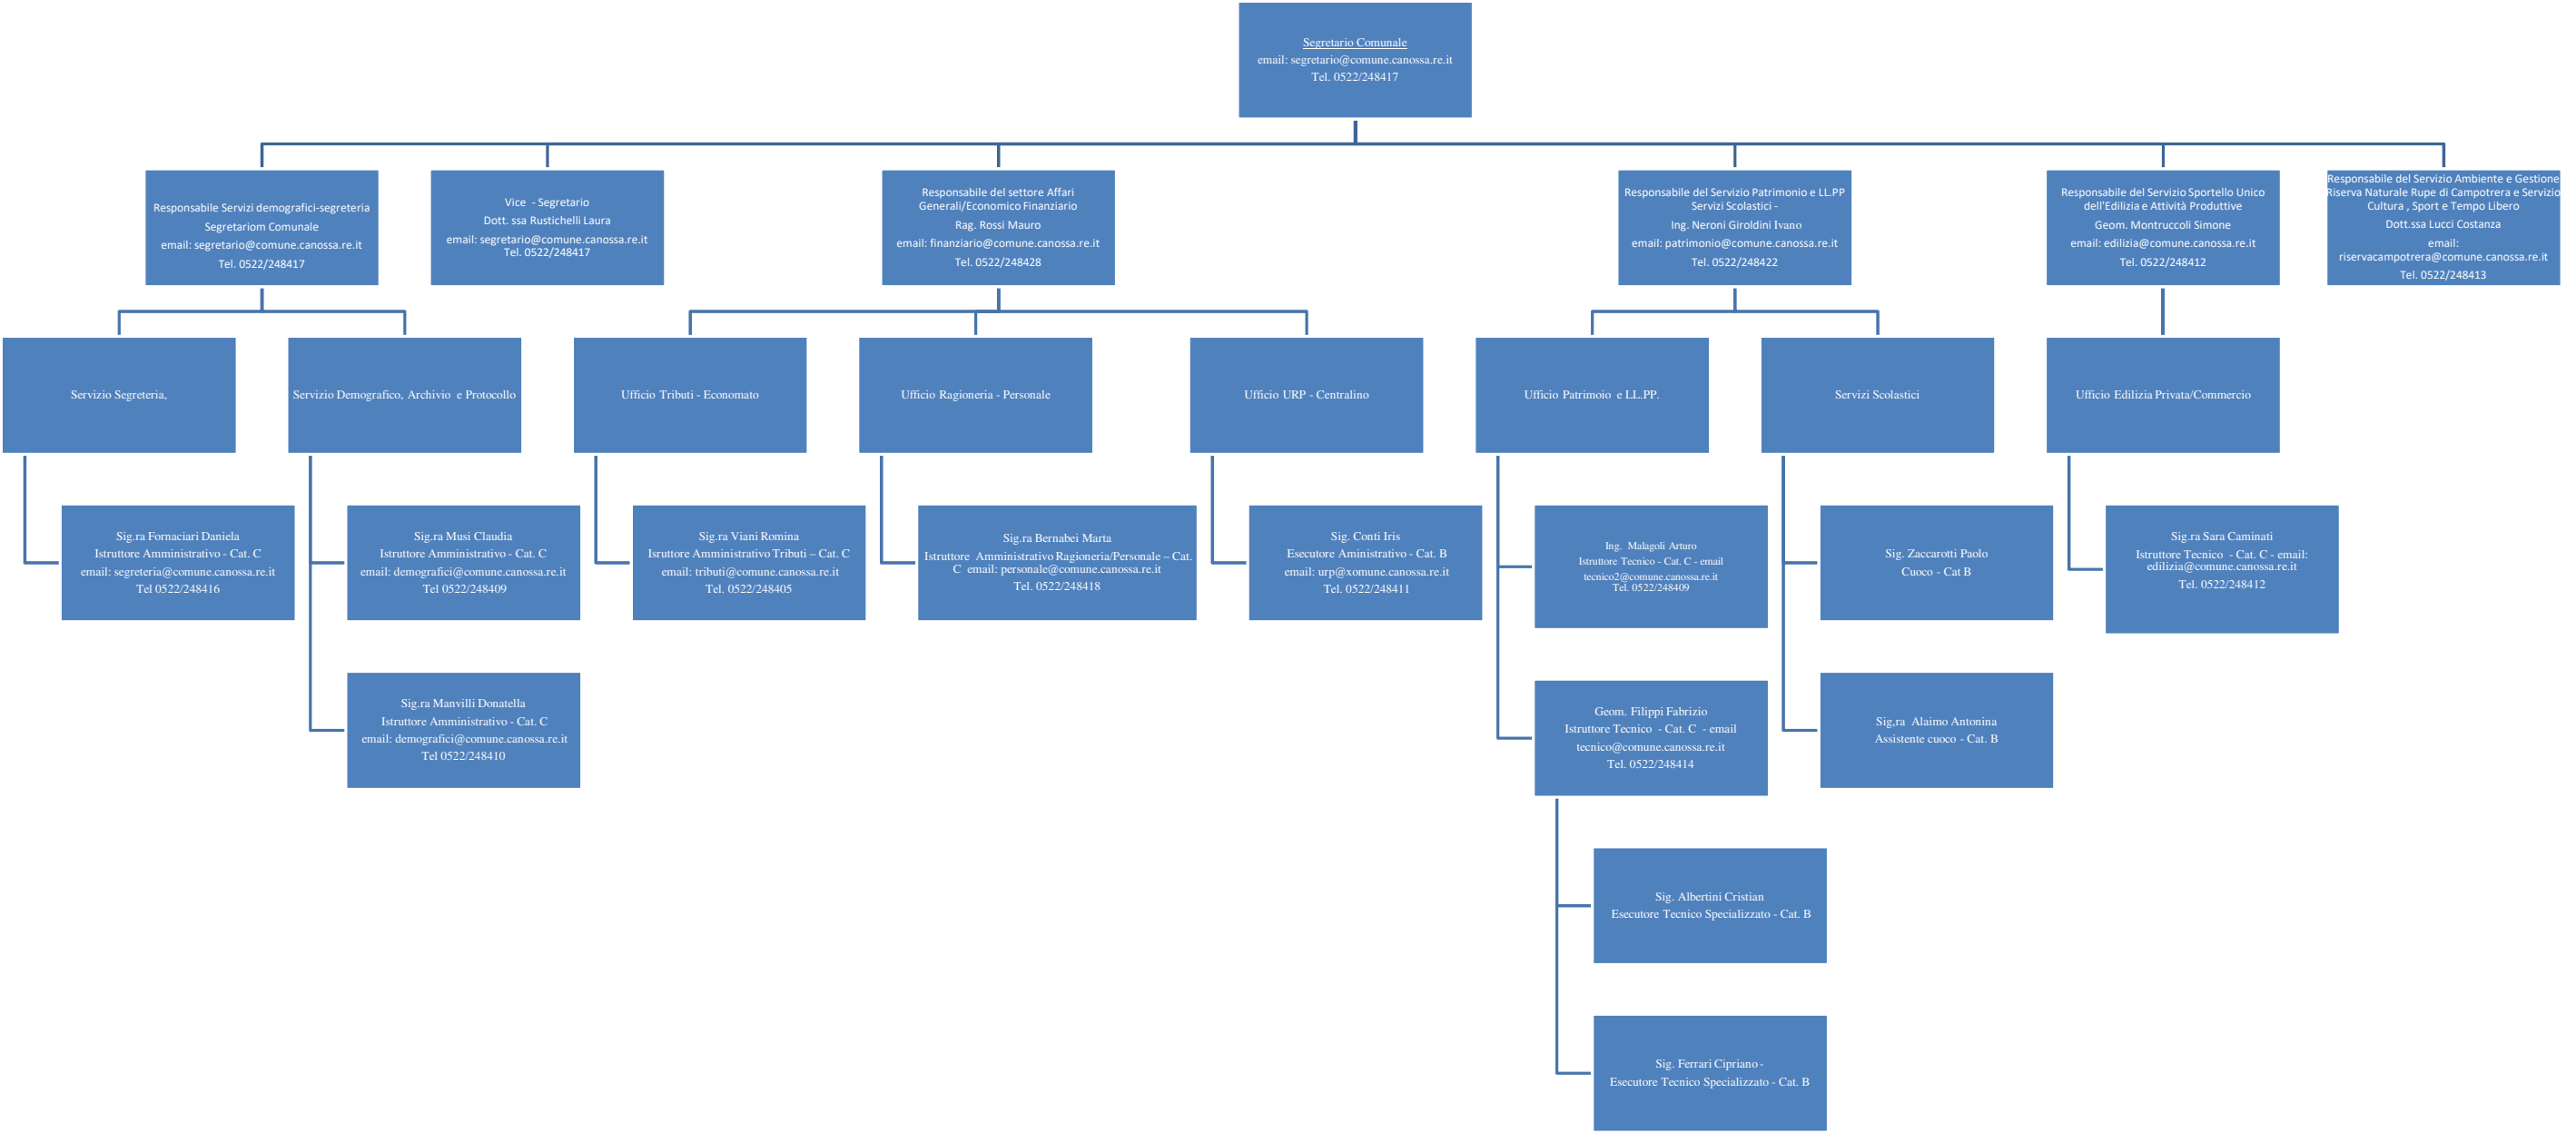 Segretario Comunale
email: segretario@comune.canossa.re.it
Tel. 0522/248417
Responsabile Servizi demografici-segreteria
Segretariom Comunale
email: segretario@comune.canossa.re.it
Tel. 0522/248417
Vice - Segretario
Dott. ssa Rustichelli Laura
email: segretario@comune.canossa.re.it
Tel. 0522/248417
Responsabile del settore Affari
Generali/Economico Finanziario
Rag. Rossi Mauro
email: finanziario@comune.canossa.re.it
Tel. 0522/248428
Responsabile del Servizio Patrimonio e LL.PP
Servizi Scolastici -
Ing. Neroni Giroldini Ivano
email: patrimonio@comune.canossa.re.it
Tel. 0522/248422
Responsabile del Servizio Sportello Unico
dell'Edilizia e Attività Produttive
Geom. Montruccoli Simone
email: edilizia@comune.canossa.re.it
Tel. 0522/248412
Responsabile del Servizio Ambiente e Gestione
Riserva Naturale Rupe di Campotrera e Servizio
Cultura , Sport e Tempo Libero
Dott.ssa Lucci Costanza
email:
riservacampotrera@comune.canossa.re.it
Tel. 0522/248413
Servizio Segreteria,
Servizio Demografico, Archivio e Protocollo
Ufficio Tributi - Economato
Ufficio Ragioneria - Personale
Ufficio URP - Centralino
Ufficio Patrimoio e LL.PP.
Servizi Scolastici
Ufficio Edilizia Privata/Commercio
Sig.ra Fornaciari Daniela
Istruttore Amministrativo - Cat. C
email: segreteria@comune.canossa.re.it
Tel 0522/248416
Sig.ra Musi Claudia
Istruttore Amministrativo - Cat. C
email: demografici@comune.canossa.re.it
Tel 0522/248409
Sig.ra Viani Romina
Isruttore Amministrativo Tributi – Cat. C
email: tributi@comune.canossa.re.it
Tel. 0522/248405
Sig.ra Bernabei Marta
Istruttore Amministrativo Ragioneria/Personale – Cat.
C email: personale@comune.canossa.re.it
Tel. 0522/248418
Sig. Conti Iris
Esecutore Aministrativo - Cat. B
email: urp@xomune.canossa.re.it
Tel. 0522/248411
Ing. Malagoli Arturo
Istruttore Tecnico - Cat. C - email
tecnico2@comune.canossa.re.it
Tel. 0522/248409
Sig. Zaccarotti Paolo
Cuoco - Cat B
Sig.ra Sara Caminati
Istruttore Tecnico - Cat. C - email:
edilizia@comune.canossa.re.it
Tel. 0522/248412
Sig.ra Manvilli Donatella
Istruttore Amministrativo - Cat. C
email: demografici@comune.canossa.re.it
Tel 0522/248410
Geom. Filippi Fabrizio
Istruttore Tecnico - Cat. C - email
tecnico@comune.canossa.re.it
Tel. 0522/248414
Sig,ra Alaimo Antonina
Assistente cuoco - Cat. B
Sig. Albertini Cristian
Esecutore Tecnico Specializzato - Cat. B
Sig. Ferrari Cipriano -
Esecutore Tecnico Specializzato - Cat. B